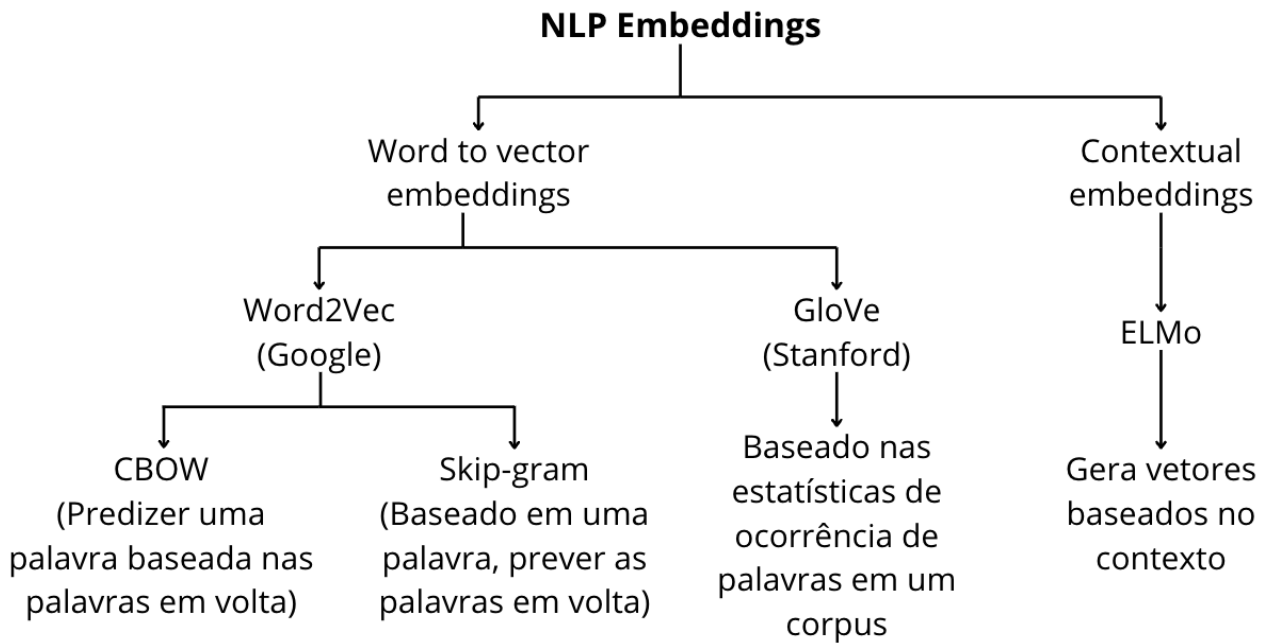 NLP Embeddings
Word to vector
embeddings
Contextual
embeddings
Word2Vec
(Google)
GloVe
(Stanford)
ELMo
CBOW
(Predizer uma
palavra baseada nas
palavras em volta)
Skip-gram
(Baseado em uma
palavra, prever as
palavras em volta)
Baseado nas
estatísticas de
ocorrência de
palavras em um
corpus
Gera vetores
baseados no
contexto